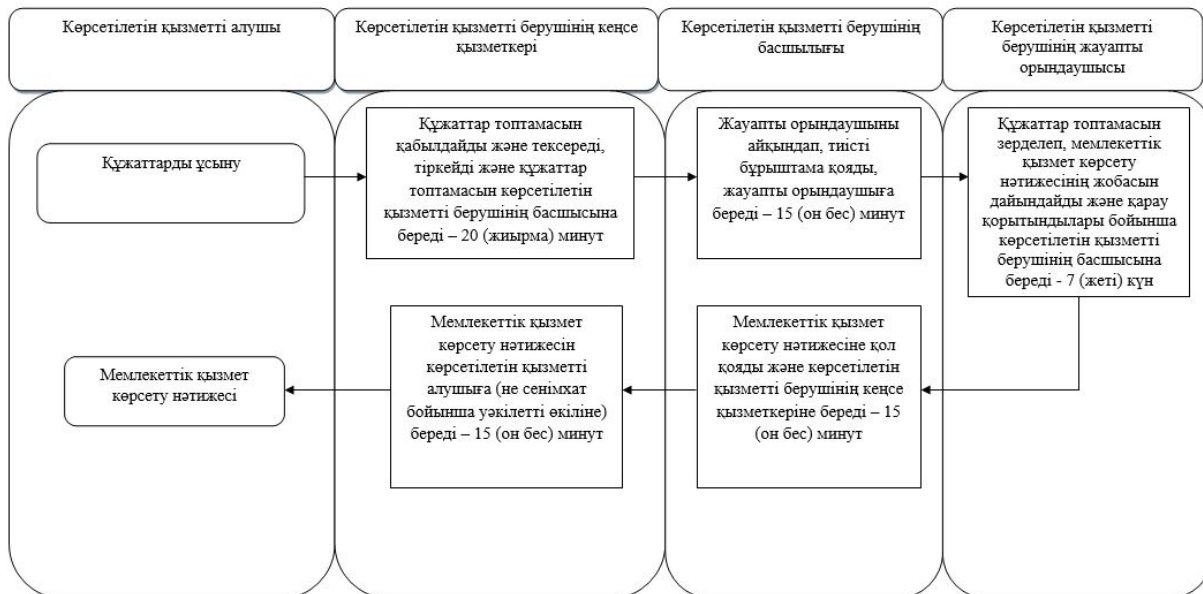 Көрсетілетін қызметті алушы
Көрсетілетін қызметті берушінің кеңсе
қызметкері
Көрсетілетін қызметті берушінің
басшылығы
Көрсетілетін қызметті
берушінің жауапты
орындаушысы
Құжаттарды ұсыну
Құжаттар топтамасын
қабылдайды және тексереді,
тіркейді және құжаттар
топтамасын көрсетілетін
қызметті берушінің басшысына
береді – 20 (жиырма) минут
Жауапты орындаушыны
айқындап, тиісті
бұрыштама қояды,
жауапты орындаушыға
береді – 15 (он бес) минут
Құжаттар топтамасын
зерделеп, мемлекеттік
қызмет көрсету
нәтижесінің жобасын
дайындайды және қарау
қорытындылары бойынша
көрсетілетін қызметті
берушінің басшысына
береді - 7 (жеті) күн
Мемлекеттік қызмет
көрсету нәтижесіне қол
қояды және көрсетілетін
қызметті берушінің кеңсе
қызметкеріне береді – 15
(он бес) минут
Мемлекеттік қызмет
көрсету нәтижесін
көрсетілетін қызметті
алушыға (не сенімхат
бойынша уәкілетті өкіліне)
береді – 15 (он бес) минут
Мемлекеттік қызмет
көрсету нәтижесі